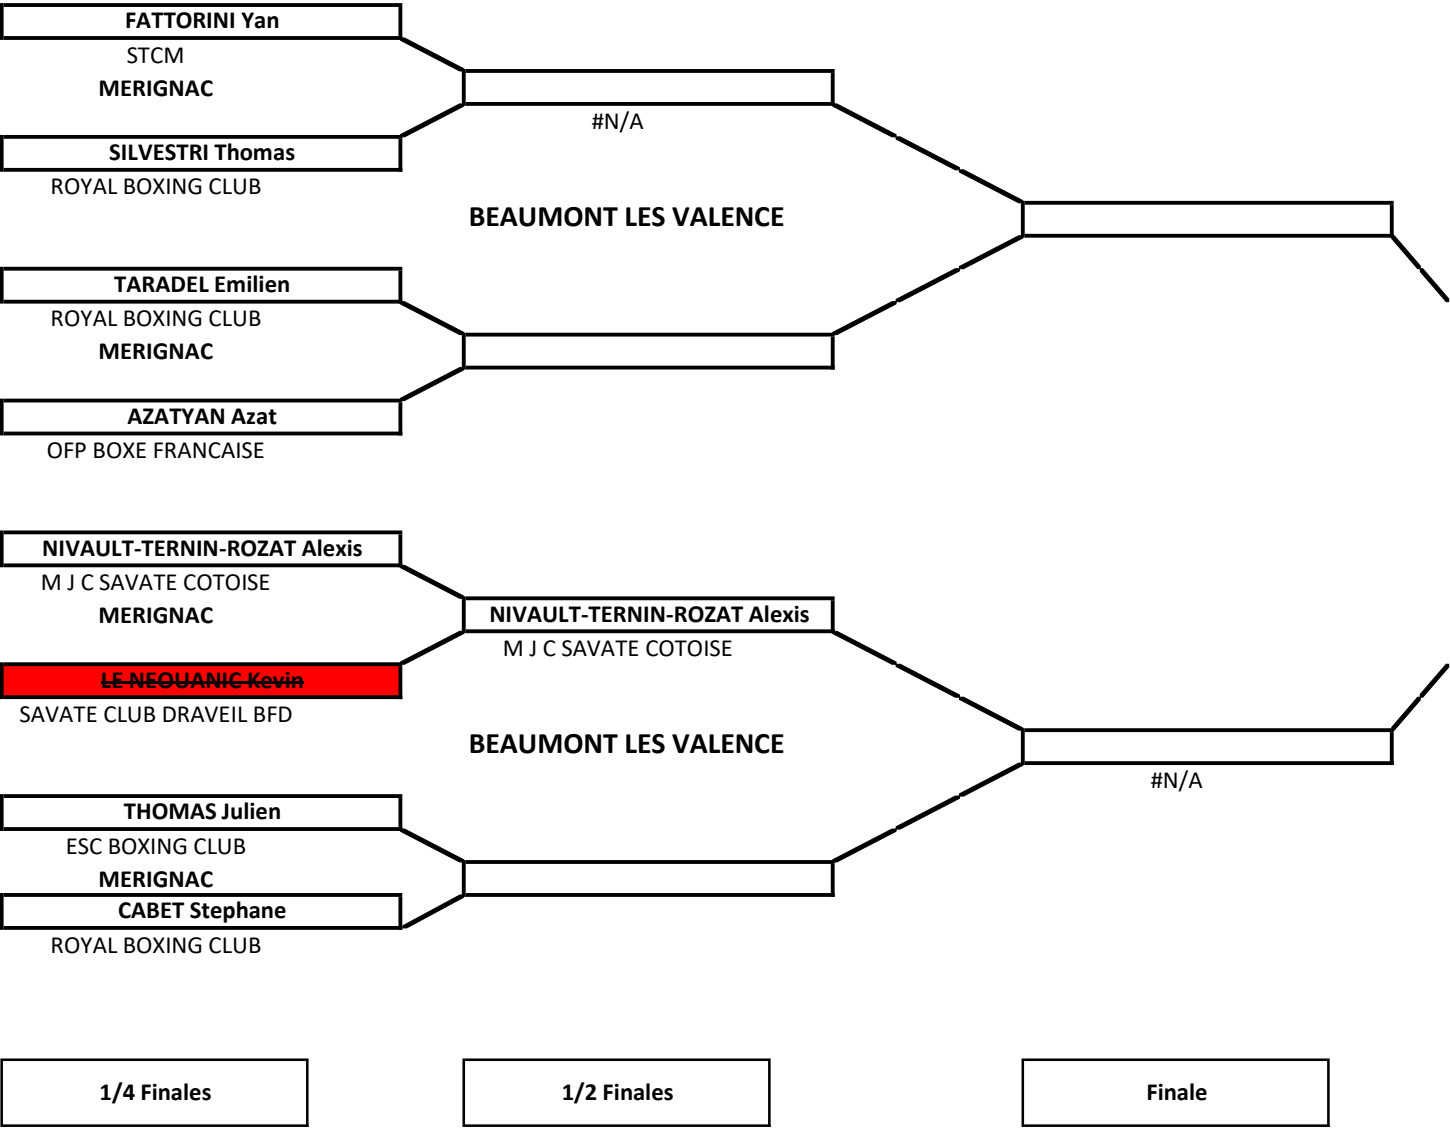 FATTORINI Yan
STCM
MERIGNAC
#N/A
SILVESTRI Thomas
ROYAL BOXING CLUB
BEAUMONT LES VALENCE
TARADEL Emilien
ROYAL BOXING CLUB
MERIGNAC
AZATYAN Azat
OFP BOXE FRANCAISE
NIVAULT-TERNIN-ROZAT Alexis
M J C SAVATE COTOISE
MERIGNAC
NIVAULT-TERNIN-ROZAT Alexis
M J C SAVATE COTOISE
LE NEOUANIC Kevin
SAVATE CLUB DRAVEIL BFD
BEAUMONT LES VALENCE
#N/A
THOMAS Julien
ESC BOXING CLUB
MERIGNAC
CABET Stephane
ROYAL BOXING CLUB
1/4 Finales
1/2 Finales
Finale